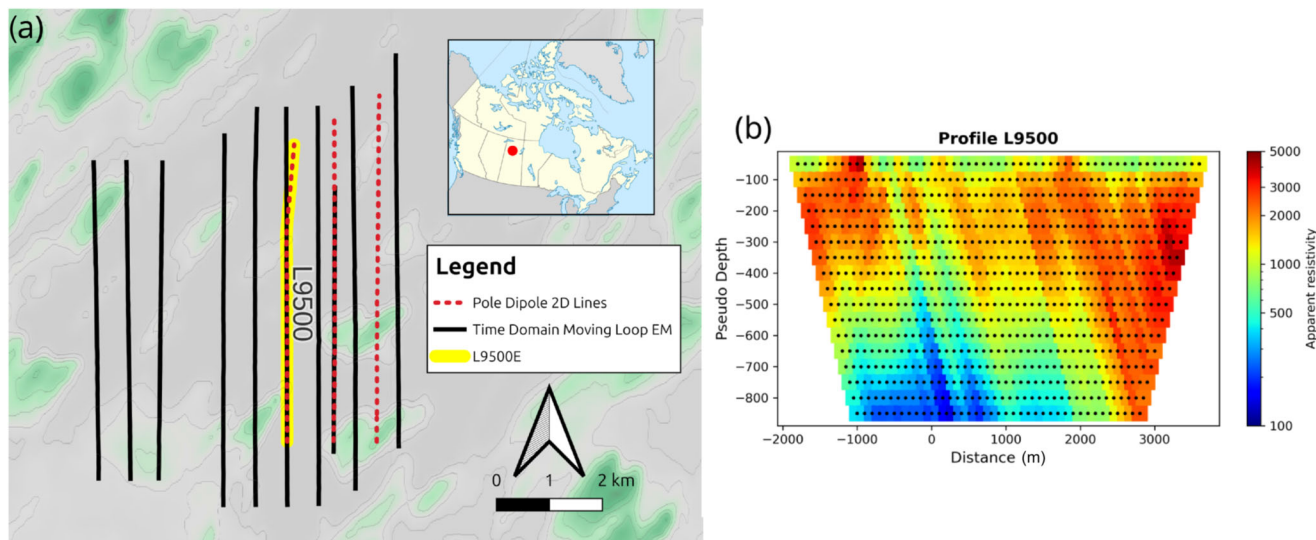 (a)
L9500
Legend
Pole Dipole 2D Lines
Time Domain Moving Loop EM
L9500E
0 1 2 km
(b)
Profile L9500
Pseudo Depth
−100
−200
−300
−400
−500
−600
−700
−800
−2000 −1000 0 1000 2000 3000
Distance (m)
5000
3000
2000
1000
500
200
100
Apparent resistivity